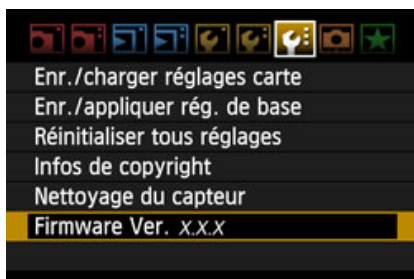 Enr./charger réglages carte
Enr./appliquer rég. de base
Réinitialiser tous réglages
Infos de copyright
Nettoyage du capteur
Firmware Ver. X.X.X